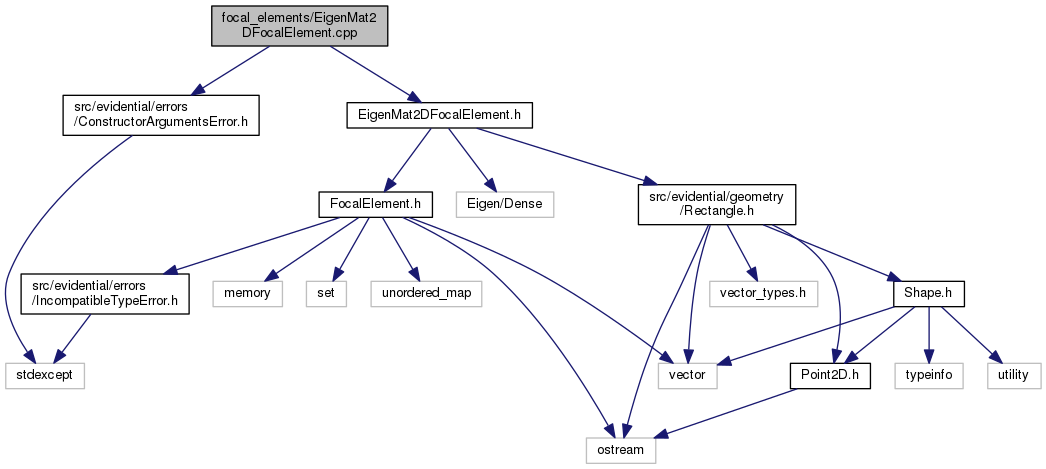 focal_elements/EigenMat2
DFocalElement.cpp
src/evidential/errors
/ConstructorArgumentsError.h
EigenMat2DFocalElement.h
FocalElement.h
Eigen/Dense
src/evidential/geometry
/Rectangle.h
src/evidential/errors
/IncompatibleTypeError.h
memory
set
unordered_map
vector_types.h
Shape.h
stdexcept
vector
Point2D.h
typeinfo
utility
ostream